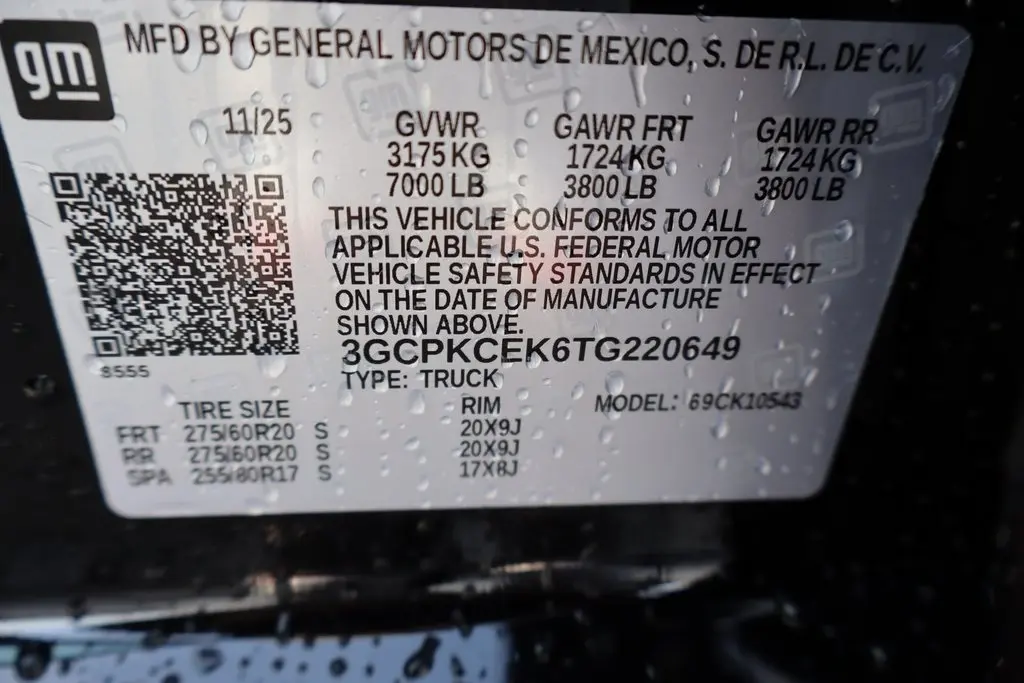 gm
MFD BY GENERAL MOTORS DE MEXICO, S. DE R.L. DE C.V.
11/25 GVWR GAWR FRT GAWR RR
3175 KG 1724 KG 1724 KG
7000 LB 3800 LB 3800 LB
THIS VEHICLE CONFORMS TO ALL
APPLICABLE U.S. FEDERAL MOTOR
VEHICLE SAFETY STANDARDS IN EFFECT
ON THE DATE OF MANUFACTURE
SHOWN ABOVE.
3GCPKCEK6TG220649
8555
TYPE: TRUCK
TIRE SIZE RIM MODEL: 69CK10543
FRT 275/60R20 S 20X9J
RR 275/60R20 S 20X9J
SPA 255/80R17 S 17X8J